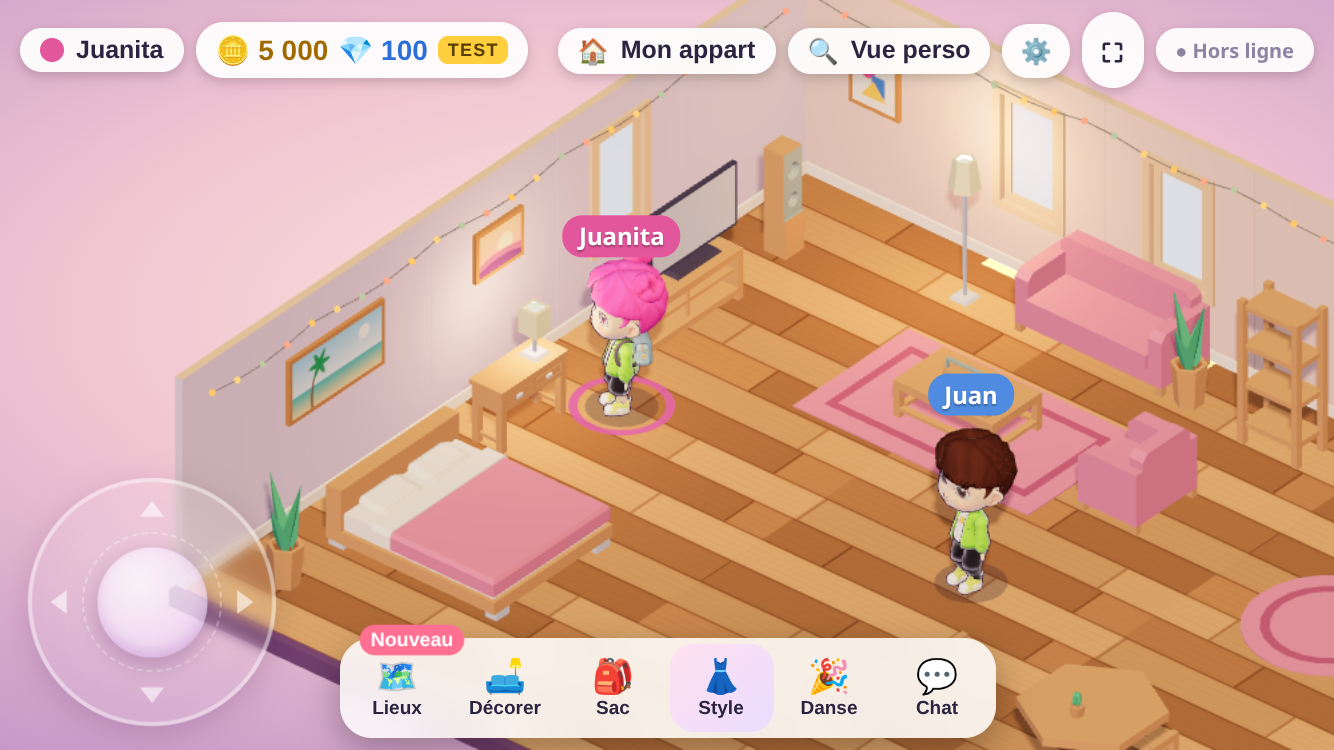 Juanita
5 000
100
TEST
Mon appart
Vue perso
Hors ligne
Juanita
Juan
Nouveau
Lieux
Décorer
Sac
Style
Danse
Chat